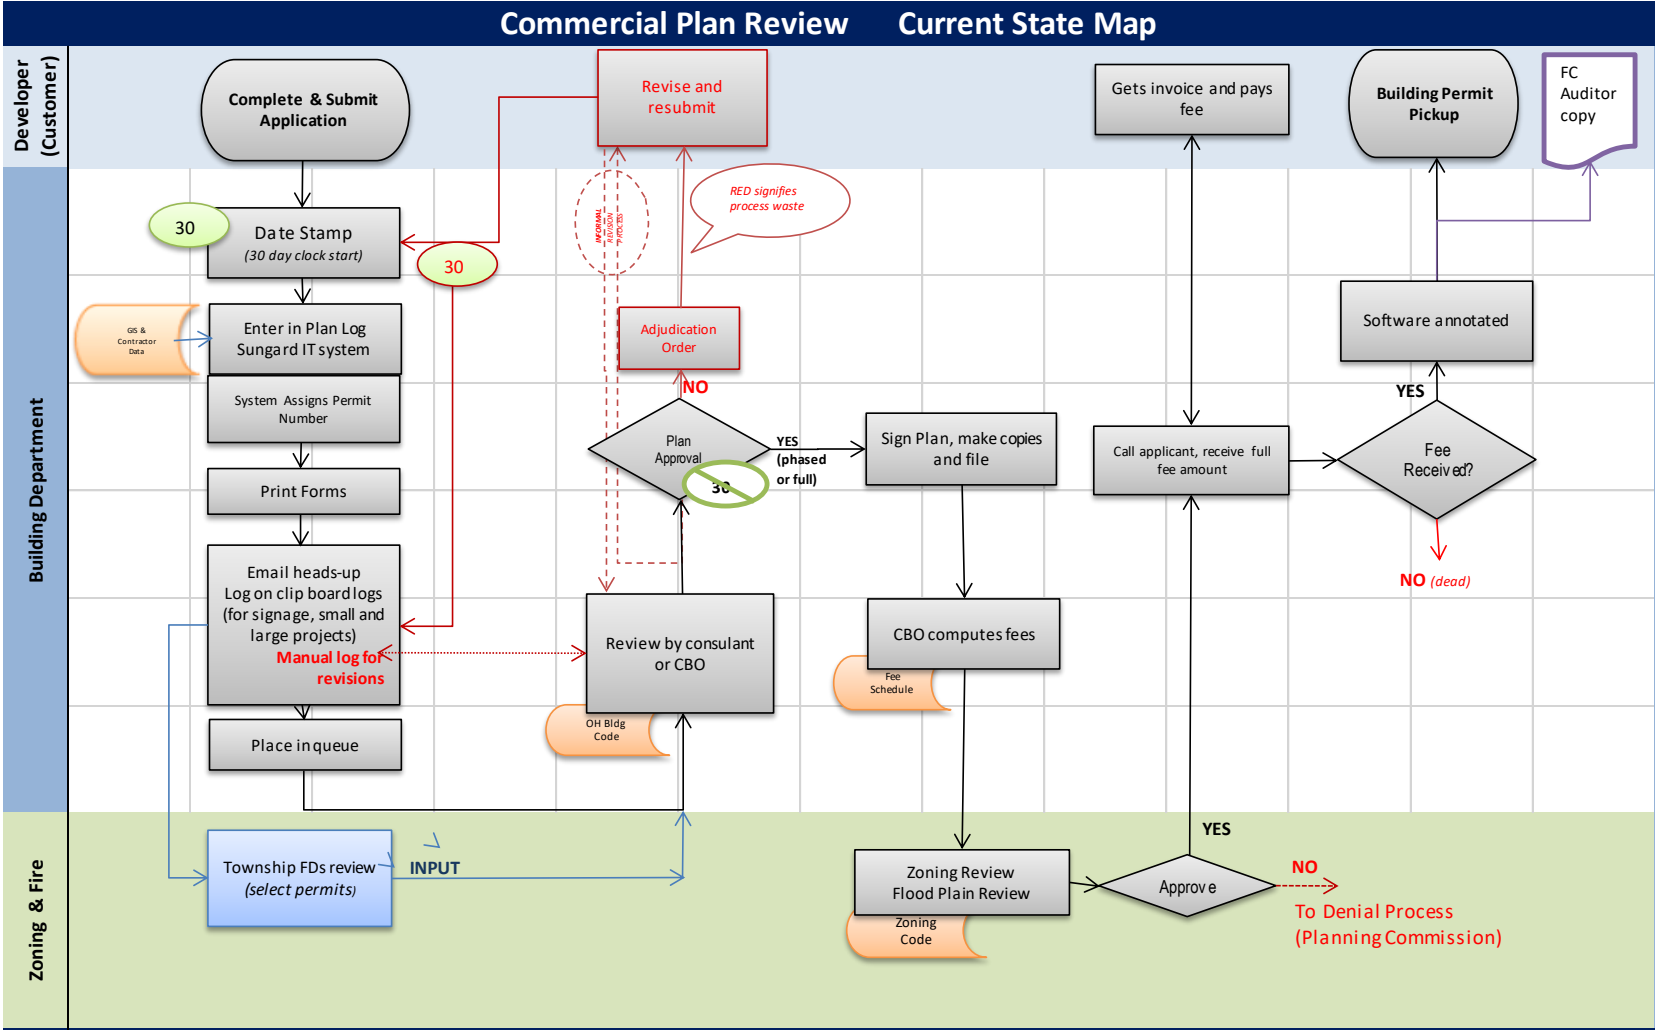 Commercial Plan Review Current State Map
Developer
(Customer)
Complete & Submit
Application
Revise and
resubmit
Gets invoice and pays
fee
Building Permit
Pickup
FC
Auditor
copy
Building Department
30
Date Stamp
(30 day clock start)
30
INFORMAL
REVISION
PROCESS
RED signifies
process waste
GIS &
Contractor
Data
Enter in Plan Log
Sungard IT system
Adjudication
Order
Software annotated
System Assigns Permit
Number
NO
YES
Plan
Approval
30
YES
(phased
or full)
Sign Plan, make copies
and file
Call applicant, receive full
fee amount
Fee
Received?
Print Forms
NO (dead)
Email heads-up
Log on clip board logs
(for signage, small and
large projects)
Manual log for
revisions
Review by consulant
or CBO
OH Bldg
Code
CBO computes fees
Fee
Schedule
Place in queue
Zoning & Fire
Township FDs review
(select permits)
INPUT
Zoning Review
Flood Plain Review
Zoning
Code
Approve
YES
NO
To Denial Process
(Planning Commission)